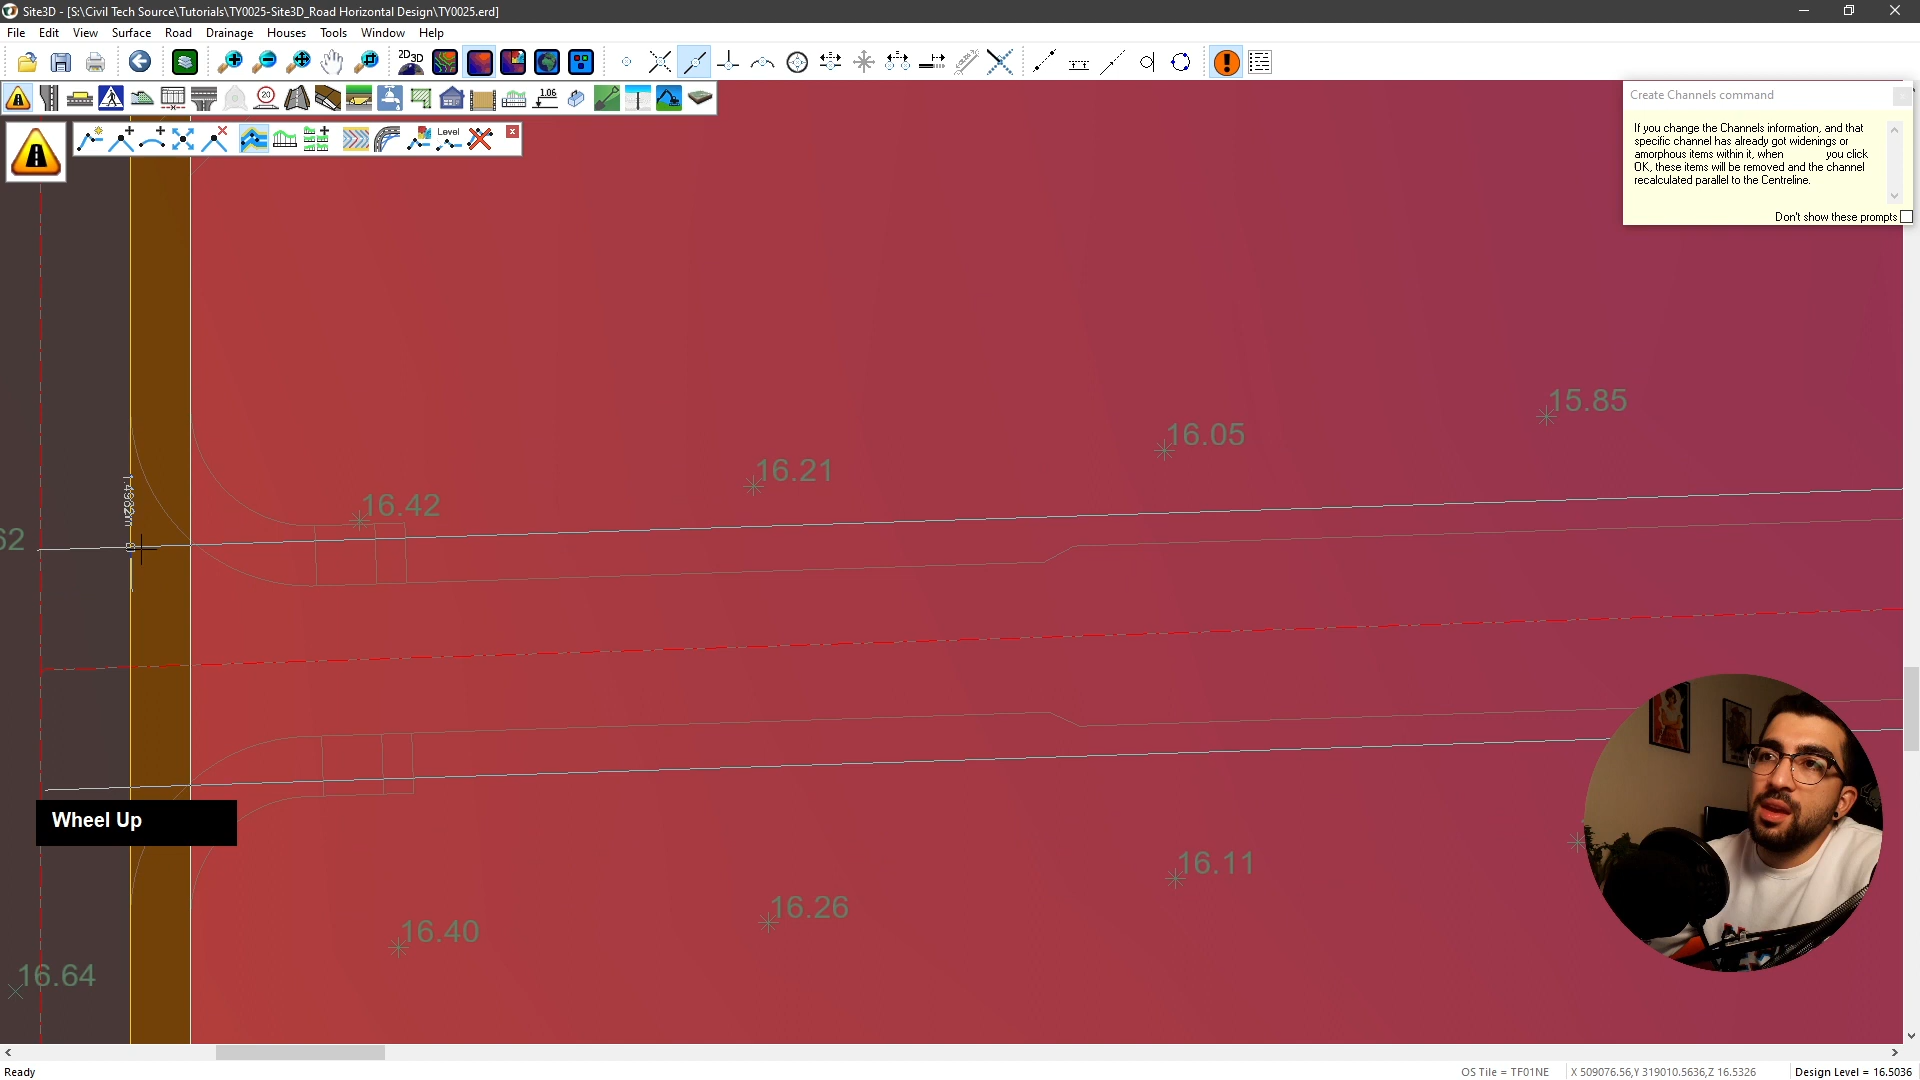 Site3D - [S:\Civil Tech Source\Tutorials\TY0025-Site3D_Road Horizontal Design\TY0025.erd]
File Edit View Surface Road Drainage Houses Tools Window Help
2D 3D
20
1.06
Level
Create Channels command
If you change the Channels information, and that
specific channel has already got widenings or
amorphous items within it, when you click
OK, these items will be removed and the channel
recalculated parallel to the Centreline.
Don't show these prompts
15.85
16.05
16.21
16.42
62
Wheel Up
16.11
16.26
16.40
16.64
Ready
OS Tile = TF01NE
X 509076.56,Y 319010.5636,Z 16.5326
Design Level = 16.5036